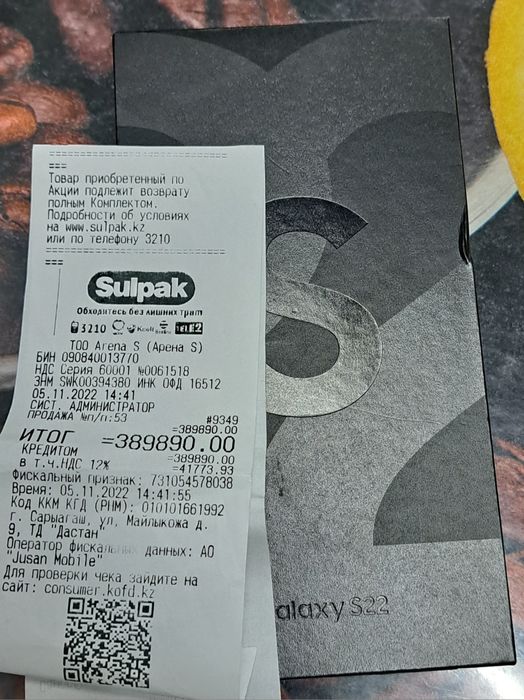 ===
Товар приобретенный по
Акции подлежит возврату
полным Комплектом.
Подробности об условиях
на www.sulpak.kz
или по телефону 3210
===
Sulpak
Обходитесь без лишних трат
3210 Kcell TELE2
ТОО Arena S (Арена S)
БИН 090840013770
НДС Серия 60001 №0061518
ЗНМ SWK00394380 ИНК ОФД 16512
05.11.2022 14:41
СИСТ. АДМИНИСТРАТОР
ПРОДАЖА №п/п:53 #9349
=389890.00
ИТОГ =389890.00
КРЕДИТОМ =389890.00
в т.ч.НДС 12% =41773.93
Фискальный признак: 731054578038
Время: 05.11.2022 14:41:55
Код ККМ КГД (РНМ): 010101661992
г. Сарыагаш, ул, Майлыкожа д.
9, ТД "Дастан"
Оператор фискальных данных: АО
"Jusan Mobile"
Для проверки чека зайдите на
сайт: consumer.kofd.kz
S
alaxy S22